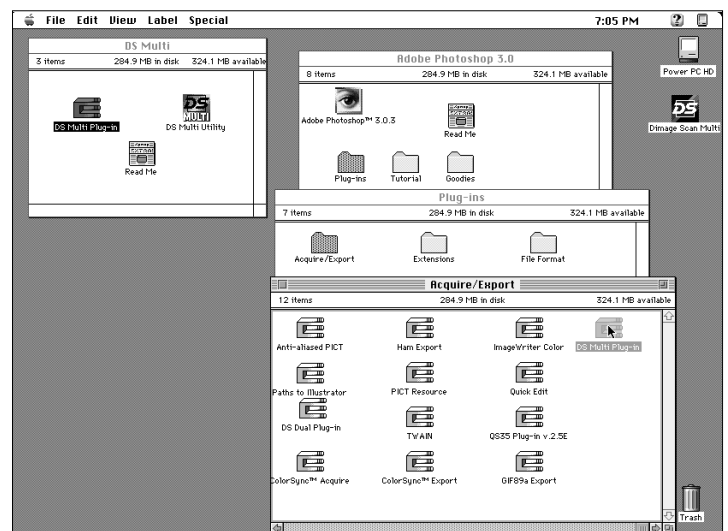 File Edit View Label Special 7:05 PM
DS Multi
3 items 284.9 MB in disk 324.1 MB available
DS Multi Plug-in
DS MULTI
DS Multi Utility
Read Me
Adobe Photoshop 3.0
8 items 284.9 MB in disk 324.1 MB available
Adobe Photoshop™ 3.0.3
Read Me
Plug-ins Tutorial Goodies
Plug-ins
7 items 284.9 MB in disk 324.1 MB available
Acquire/Export Extensions File Format
Acquire/Export
12 items 284.9 MB in disk 324.1 MB available
Anti-aliased PICT Ham Export ImageWriter Color DS Multi Plug-in
Paths to Illustrator PICT Resource Quick Edit
DS Dual Plug-in TWAIN QS35 Plug-in v.2.5E
ColorSync™ Acquire ColorSync™ Export GIF89a Export
Power PC HD
DS
Dimage Scan Multi
Trash